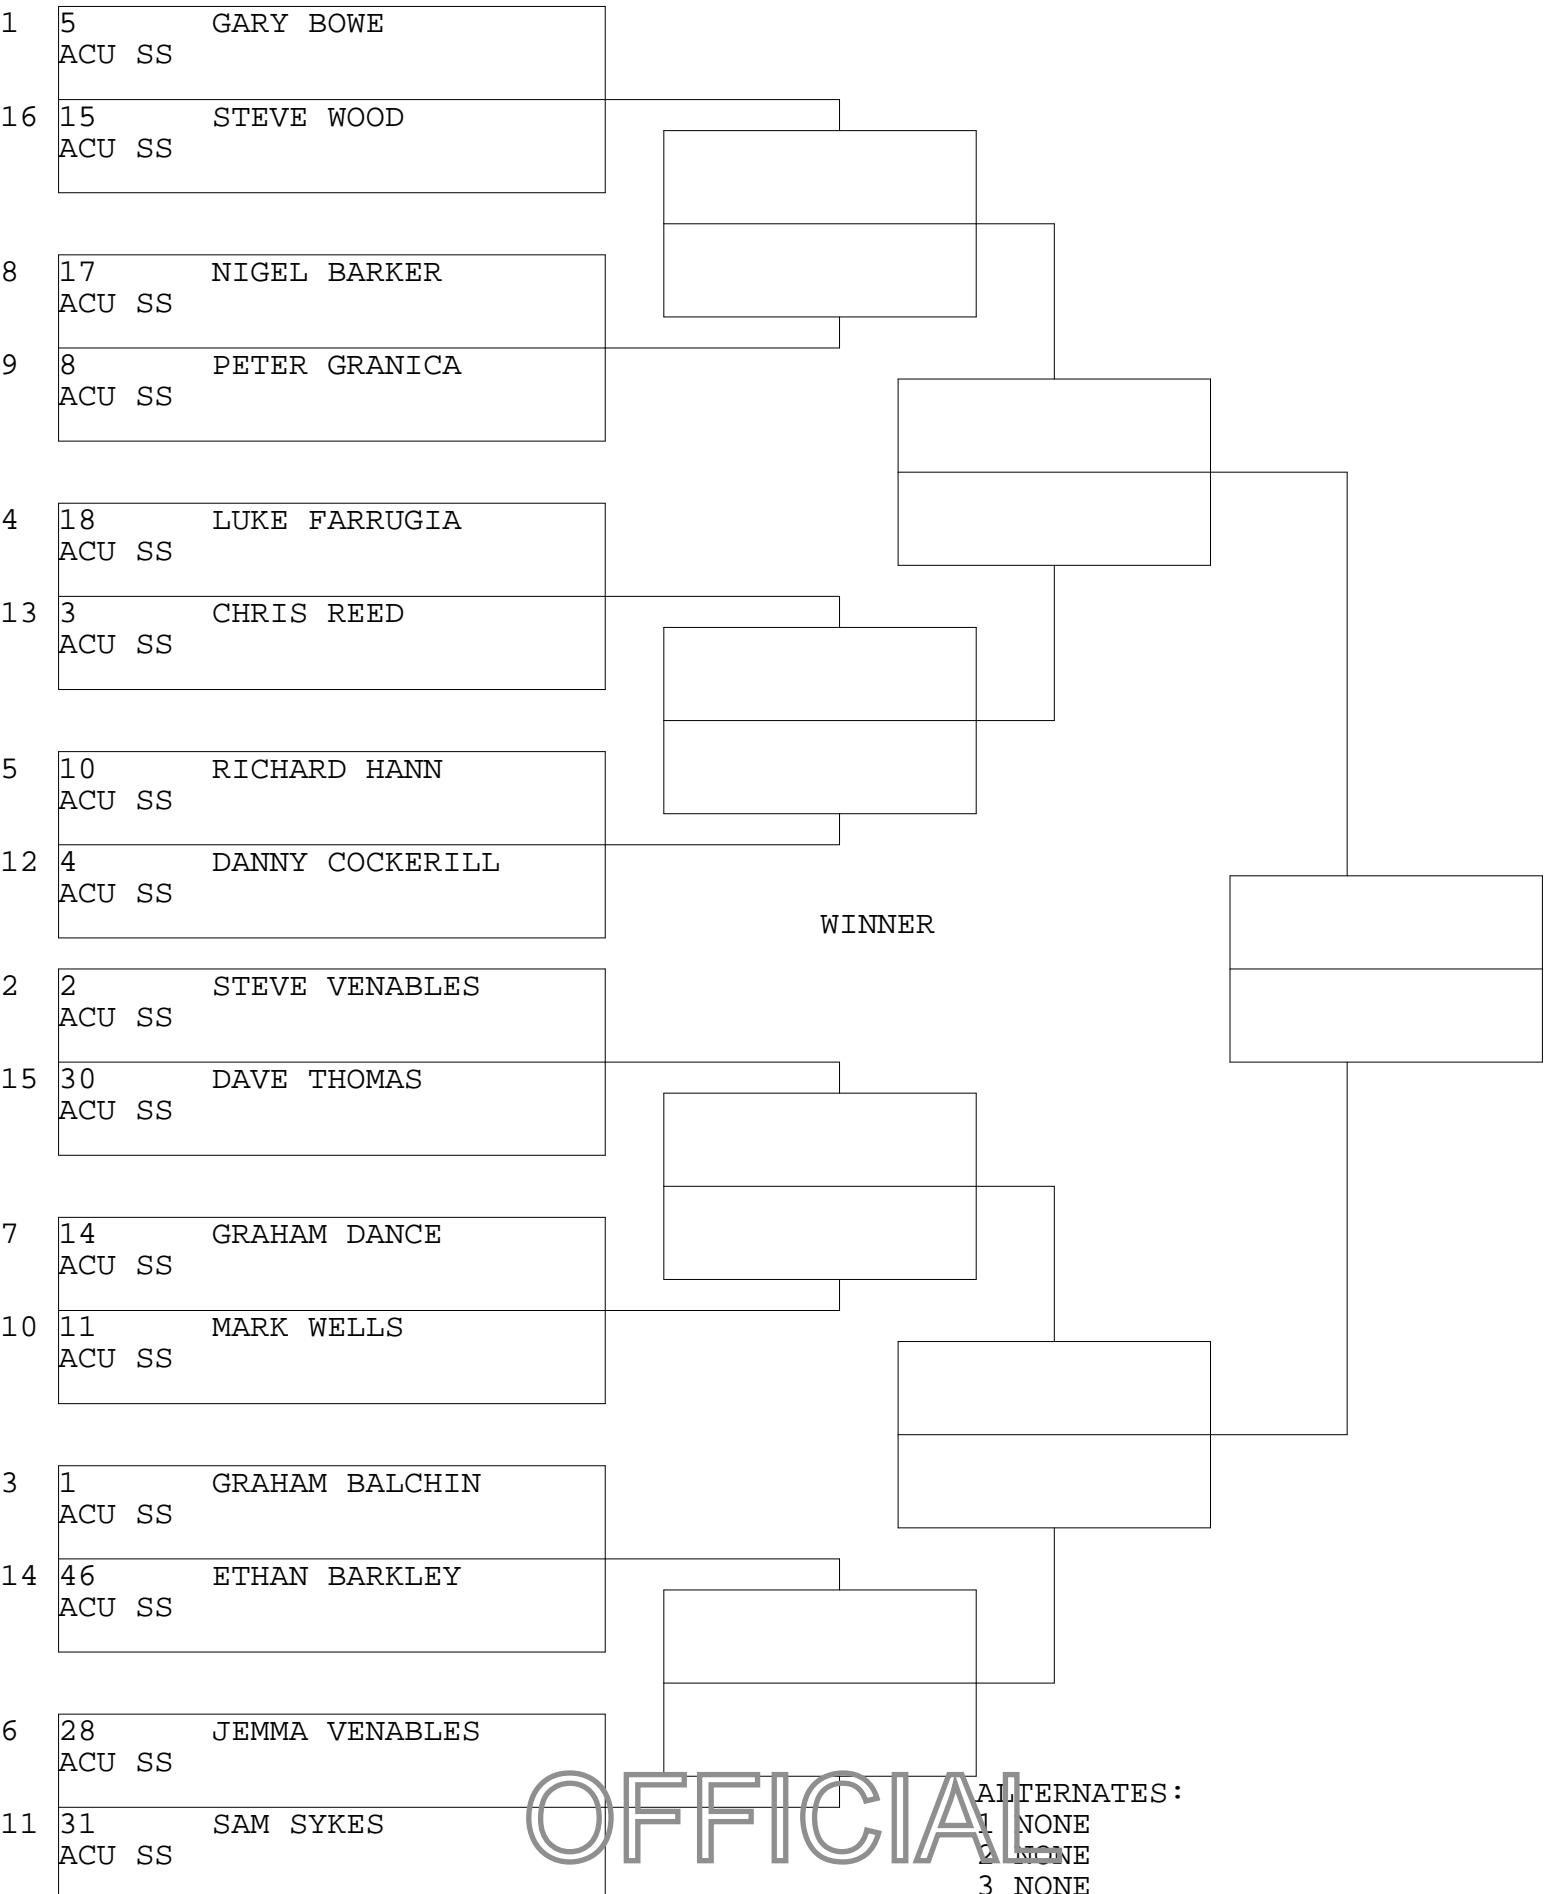 1 5 GARY BOWE
ACU SS
16 15 STEVE WOOD
ACU SS
8 17 NIGEL BARKER
ACU SS
9 8 PETER GRANICA
ACU SS
4 18 LUKE FARRUGIA
ACU SS
13 3 CHRIS REED
ACU SS
5 10 RICHARD HANN
ACU SS
12 4 DANNY COCKERILL
ACU SS
WINNER
2 2 STEVE VENABLES
ACU SS
15 30 DAVE THOMAS
ACU SS
7 14 GRAHAM DANCE
ACU SS
10 11 MARK WELLS
ACU SS
3 1 GRAHAM BALCHIN
ACU SS
14 46 ETHAN BARKLEY
ACU SS
6 28 JEMMA VENABLES
ACU SS
11 31 SAM SYKES
ACU SS
OFFICIAL
ALTERNATES:
1 NONE
2 NONE
3 NONE